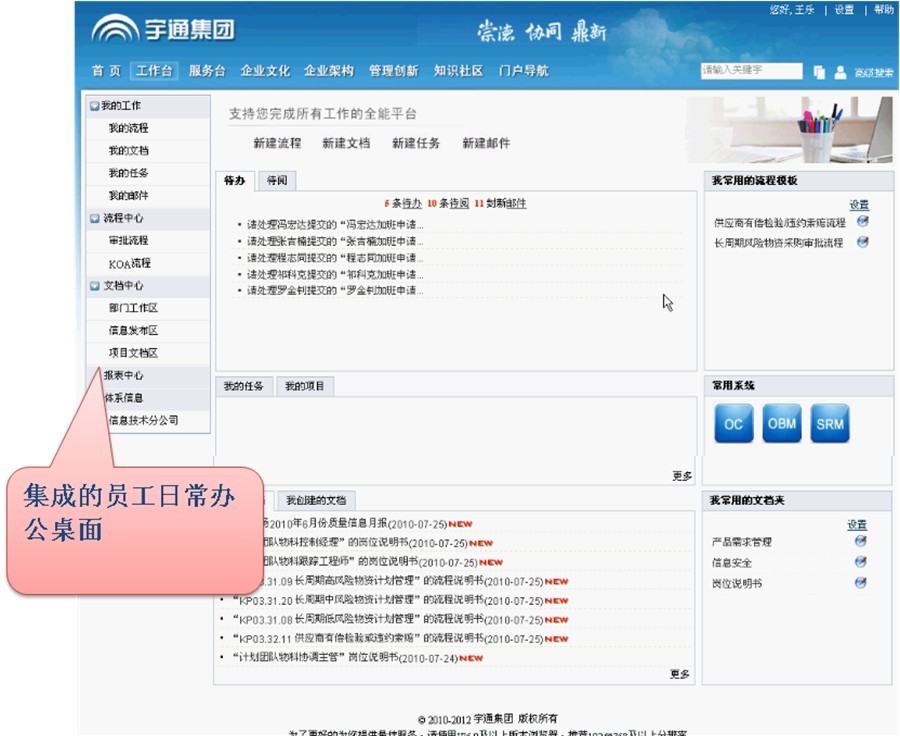 您好, 王乐 | 设置 | 帮助
宇通集团
崇德 协同 鼎新
首 页 工作台 服务台 企业文化 企业架构 管理创新 知识社区 门户导航
请输入关键字 高级搜索
我的工作
我的流程
我的文档
我的任务
我的邮件
流程中心
审批流程
KOA流程
文档中心
部门工作区
信息发布区
项目文档区
报表中心
体系信息
信息技术分公司
集成的员工日常办
公桌面
支持您完成所有工作的全能平台
新建流程 新建文档 新建任务 新建邮件
待办 待阅
5 条待办 10 条待阅 11 封新邮件
• 请处理冯宏达提交的“冯宏达加班申请...
• 请处理张吉楠提交的“张吉楠加班申请...
• 请处理程志同提交的“程志同加班申请...
• 请处理祁科克提交的“祁科克加班申请...
• 请处理罗金钊提交的“罗金钊加班申请...
我的任务 我的项目
更多
我创建的文档
2010年6月份质量信息月报(2010-07-25)NEW
团队物料控制经理”的岗位说明书(2010-07-25)NEW
团队物料跟踪工程师”的岗位说明书(2010-07-25)NEW
3.31.09 长周期高风险物资计划管理”的流程说明书(2010-07-25)NEW
• “KP03.31.20 长周期中风险物资计划管理”的流程说明书(2010-07-25)NEW
• “KP03.31.08 长周期低风险物资计划管理”的流程说明书(2010-07-25)NEW
• “KP03.32.11 供应商有偿检验或违约索赔”的流程说明书(2010-07-25)NEW
• “计划团队物料协调主管”岗位说明书(2010-07-24)NEW
更多
我常用的流程模板
设置
供应商有偿检验/违约索赔流程
长周期风险物资采购审批流程
常用系统
OC OBM SRM
我常用的文档夹
设置
产品需求管理
信息安全
岗位说明书
© 2010-2012 宇通集团 版权所有